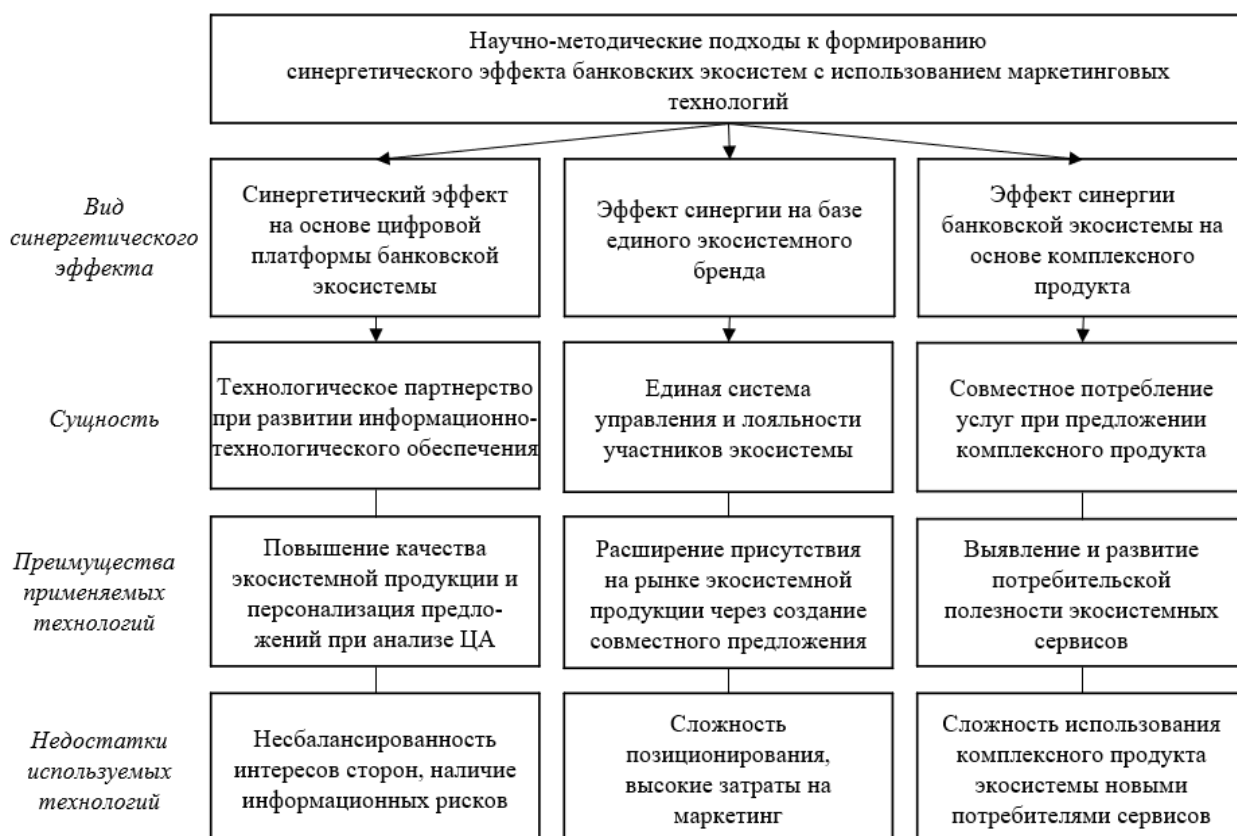 Научно-методические подходы к формированию
синергетического эффекта банковских экосистем с использованием маркетинговых
технологий
Вид
синергетического
эффекта
Синергетический эффект
на основе цифровой
платформы банковской
экосистемы
Эффект синергии на базе
единого экосистемного
бренда
Эффект синергии
банковской экосистемы на
основе комплексного
продукта
Сущность
Технологическое партнерство
при развитии информационно-
технологического обеспечения
Единая система
управления и лояльности
участников экосистемы
Совместное потребление
услуг при предложении
комплексного продукта
Преимущества
применяемых
технологий
Повышение качества
экосистемной продукции и
персонализация предло-
жений при анализе ЦА
Расширение присутствия
на рынке экосистемной
продукции через создание
совместного предложения
Выявление и развитие
потребительской
полезности экосистемных
сервисов
Недостатки
используемых
технологий
Несбалансированность
интересов сторон, наличие
информационных рисков
Сложность
позиционирования,
высокие затраты на
маркетинг
Сложность использования
комплексного продукта
экосистемы новыми
потребителями сервисов